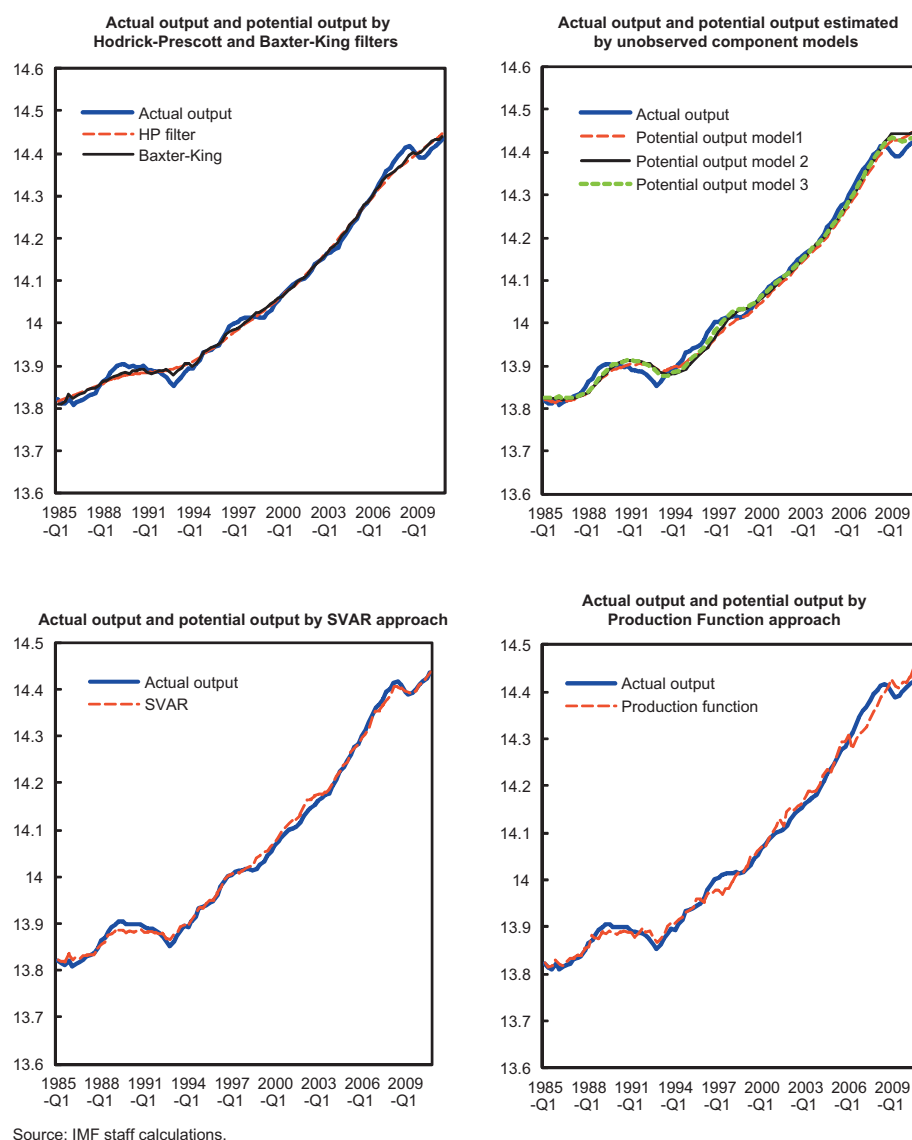 Actual output and potential output by
Hodrick-Prescott and Baxter-King filters
14.6
14.5
14.4
14.3
14.2
14.1
14
13.9
13.8
13.7
13.6
Actual output
HP filter
Baxter-King
1985 1988 1991 1994 1997 2000 2003 2006 2009
-Q1 -Q1 -Q1 -Q1 -Q1 -Q1 -Q1 -Q1 -Q1
Actual output and potential output estimated
by unobserved component models
14.6
14.5
14.4
14.3
14.2
14.1
14
13.9
13.8
13.7
13.6
Actual output
Potential output model1
Potential output model 2
Potential output model 3
1985 1988 1991 1994 1997 2000 2003 2006 2009
-Q1 -Q1 -Q1 -Q1 -Q1 -Q1 -Q1 -Q1 -Q1
Actual output and potential output by SVAR approach
14.5
14.4
14.3
14.2
14.1
14
13.9
13.8
13.7
13.6
Actual output
SVAR
1985 1988 1991 1994 1997 2000 2003 2006 2009
-Q1 -Q1 -Q1 -Q1 -Q1 -Q1 -Q1 -Q1 -Q1
Actual output and potential output by
Production Function approach
14.5
14.4
14.3
14.2
14.1
14
13.9
13.8
13.7
13.6
Actual output
Production function
1985 1988 1991 1994 1997 2000 2003 2006 2009
-Q1 -Q1 -Q1 -Q1 -Q1 -Q1 -Q1 -Q1 -Q1
Source: IMF staff calculations.